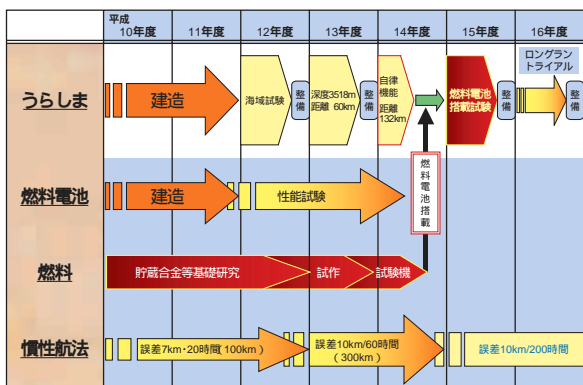 平成
10年度
11年度
12年度
13年度
14年度
15年度
16年度
うらしま
建造
海域試験
整備
深度3518m
距離 60km
整備
自律
機能
距離
132km
燃料電池
搭載試験
整備
ロングラン
トライアル
整備
燃料電池
建造
性能試験
燃料電池搭載
燃料
貯蔵合金等基礎研究
試作
試験機
慣性航法
誤差7km・20時間(100km)
誤差10km/60時間
(300km)
誤差10km/200時間